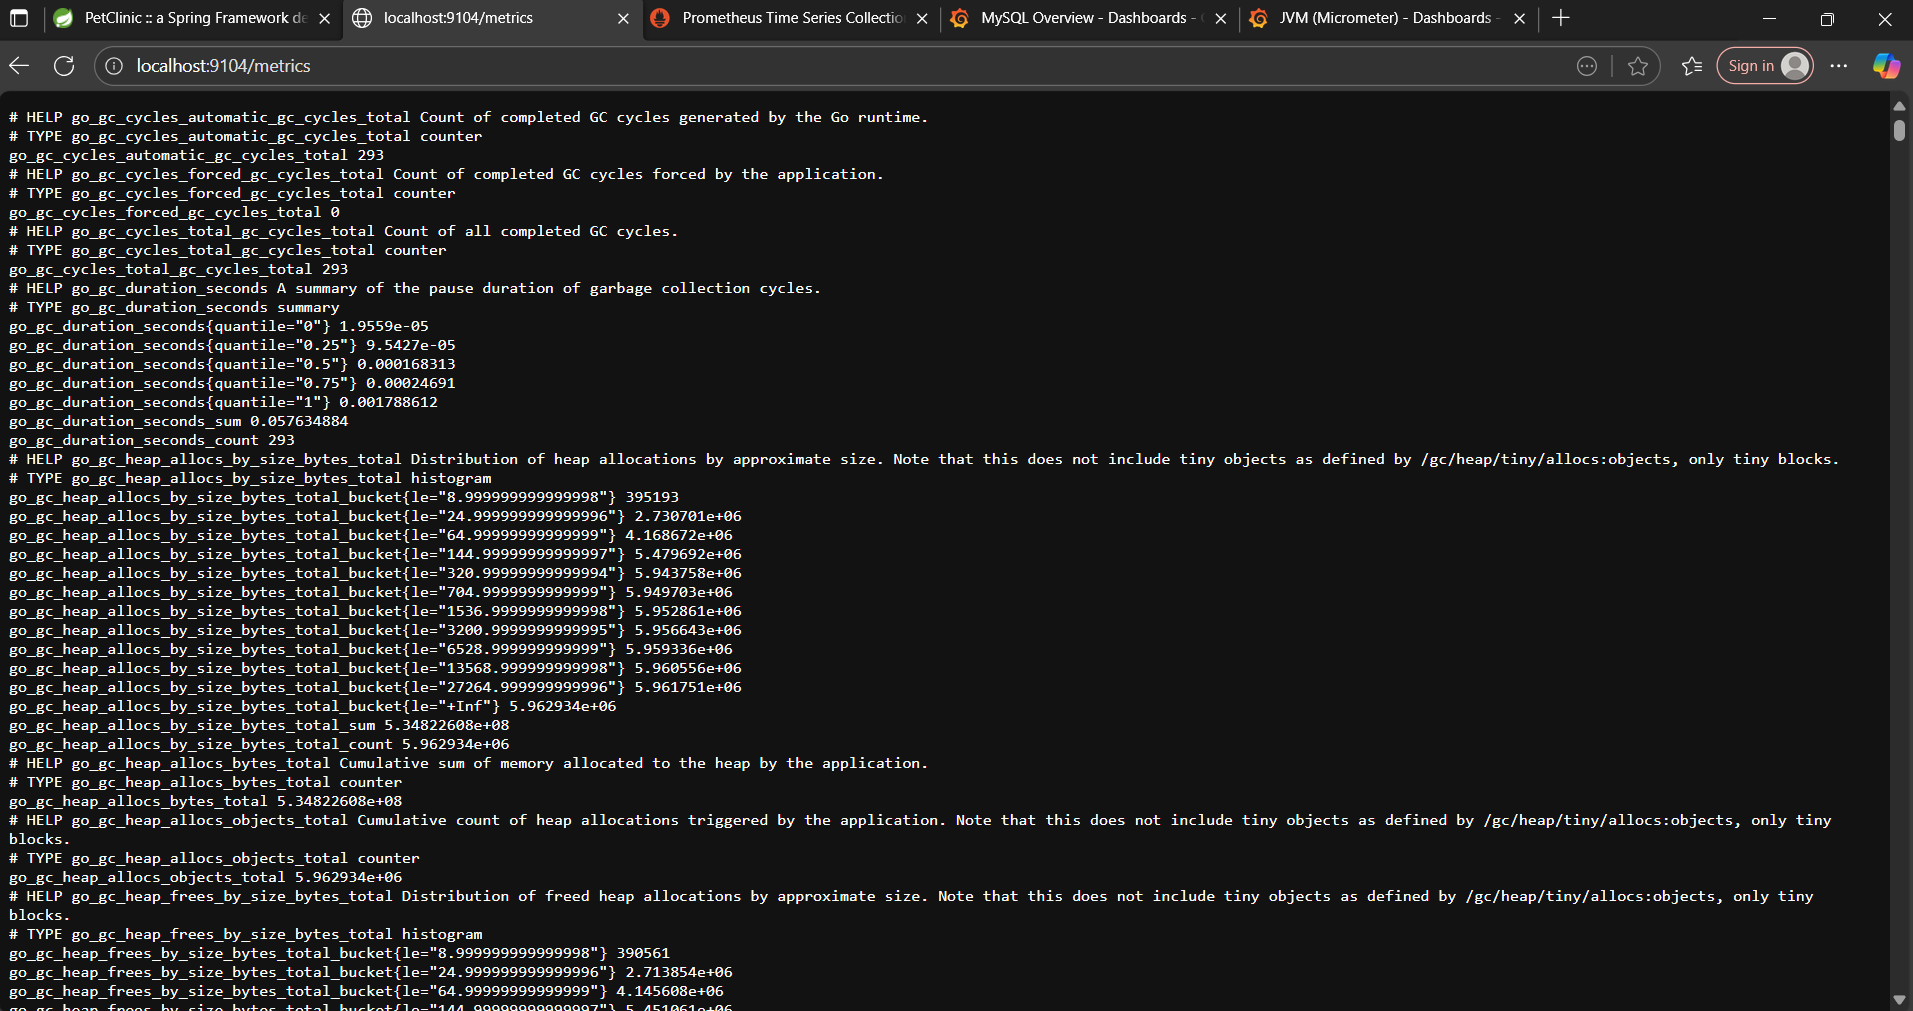 PetClinic :: a Spring Framework de
localhost:9104/metrics
Prometheus Time Series Collectio
MySQL Overview - Dashboards -
JVM (Micrometer) - Dashboards -
localhost:9104/metrics
Sign in
# HELP go_gc_cycles_automatic_gc_cycles_total Count of completed GC cycles generated by the Go runtime.
# TYPE go_gc_cycles_automatic_gc_cycles_total counter
go_gc_cycles_automatic_gc_cycles_total 293
# HELP go_gc_cycles_forced_gc_cycles_total Count of completed GC cycles forced by the application.
# TYPE go_gc_cycles_forced_gc_cycles_total counter
go_gc_cycles_forced_gc_cycles_total 0
# HELP go_gc_cycles_total_gc_cycles_total Count of all completed GC cycles.
# TYPE go_gc_cycles_total_gc_cycles_total counter
go_gc_cycles_total_gc_cycles_total 293
# HELP go_gc_duration_seconds A summary of the pause duration of garbage collection cycles.
# TYPE go_gc_duration_seconds summary
go_gc_duration_seconds{quantile="0"} 1.9559e-05
go_gc_duration_seconds{quantile="0.25"} 9.5427e-05
go_gc_duration_seconds{quantile="0.5"} 0.000168313
go_gc_duration_seconds{quantile="0.75"} 0.00024691
go_gc_duration_seconds{quantile="1"} 0.001788612
go_gc_duration_seconds_sum 0.057634884
go_gc_duration_seconds_count 293
# HELP go_gc_heap_allocs_by_size_bytes_total Distribution of heap allocations by approximate size. Note that this does not include tiny objects as defined by /gc/heap/tiny/allocs:objects, only tiny blocks.
# TYPE go_gc_heap_allocs_by_size_bytes_total histogram
go_gc_heap_allocs_by_size_bytes_total_bucket{le="8.999999999999998"} 395193
go_gc_heap_allocs_by_size_bytes_total_bucket{le="24.999999999999996"} 2.730701e+06
go_gc_heap_allocs_by_size_bytes_total_bucket{le="64.99999999999999"} 4.168672e+06
go_gc_heap_allocs_by_size_bytes_total_bucket{le="144.99999999999997"} 5.479692e+06
go_gc_heap_allocs_by_size_bytes_total_bucket{le="320.99999999999994"} 5.943758e+06
go_gc_heap_allocs_by_size_bytes_total_bucket{le="704.9999999999999"} 5.949703e+06
go_gc_heap_allocs_by_size_bytes_total_bucket{le="1536.9999999999998"} 5.952861e+06
go_gc_heap_allocs_by_size_bytes_total_bucket{le="3200.9999999999995"} 5.956643e+06
go_gc_heap_allocs_by_size_bytes_total_bucket{le="6528.999999999999"} 5.959336e+06
go_gc_heap_allocs_by_size_bytes_total_bucket{le="13568.999999999998"} 5.960556e+06
go_gc_heap_allocs_by_size_bytes_total_bucket{le="27264.999999999996"} 5.961751e+06
go_gc_heap_allocs_by_size_bytes_total_bucket{le="+Inf"} 5.962934e+06
go_gc_heap_allocs_by_size_bytes_total_sum 5.34822608e+08
go_gc_heap_allocs_by_size_bytes_total_count 5.962934e+06
# HELP go_gc_heap_allocs_bytes_total Cumulative sum of memory allocated to the heap by the application.
# TYPE go_gc_heap_allocs_bytes_total counter
go_gc_heap_allocs_bytes_total 5.34822608e+08
# HELP go_gc_heap_allocs_objects_total Cumulative count of heap allocations triggered by the application. Note that this does not include tiny objects as defined by /gc/heap/tiny/allocs:objects, only tiny
blocks.
# TYPE go_gc_heap_allocs_objects_total counter
go_gc_heap_allocs_objects_total 5.962934e+06
# HELP go_gc_heap_frees_by_size_bytes_total Distribution of freed heap allocations by approximate size. Note that this does not include tiny objects as defined by /gc/heap/tiny/allocs:objects, only tiny
blocks.
# TYPE go_gc_heap_frees_by_size_bytes_total histogram
go_gc_heap_frees_by_size_bytes_total_bucket{le="8.999999999999998"} 390561
go_gc_heap_frees_by_size_bytes_total_bucket{le="24.999999999999996"} 2.713854e+06
go_gc_heap_frees_by_size_bytes_total_bucket{le="64.99999999999999"} 4.145608e+06
go_gc_heap_frees_by_size_bytes_total_bucket{le="144.99999999999997"} 5.451061e+06